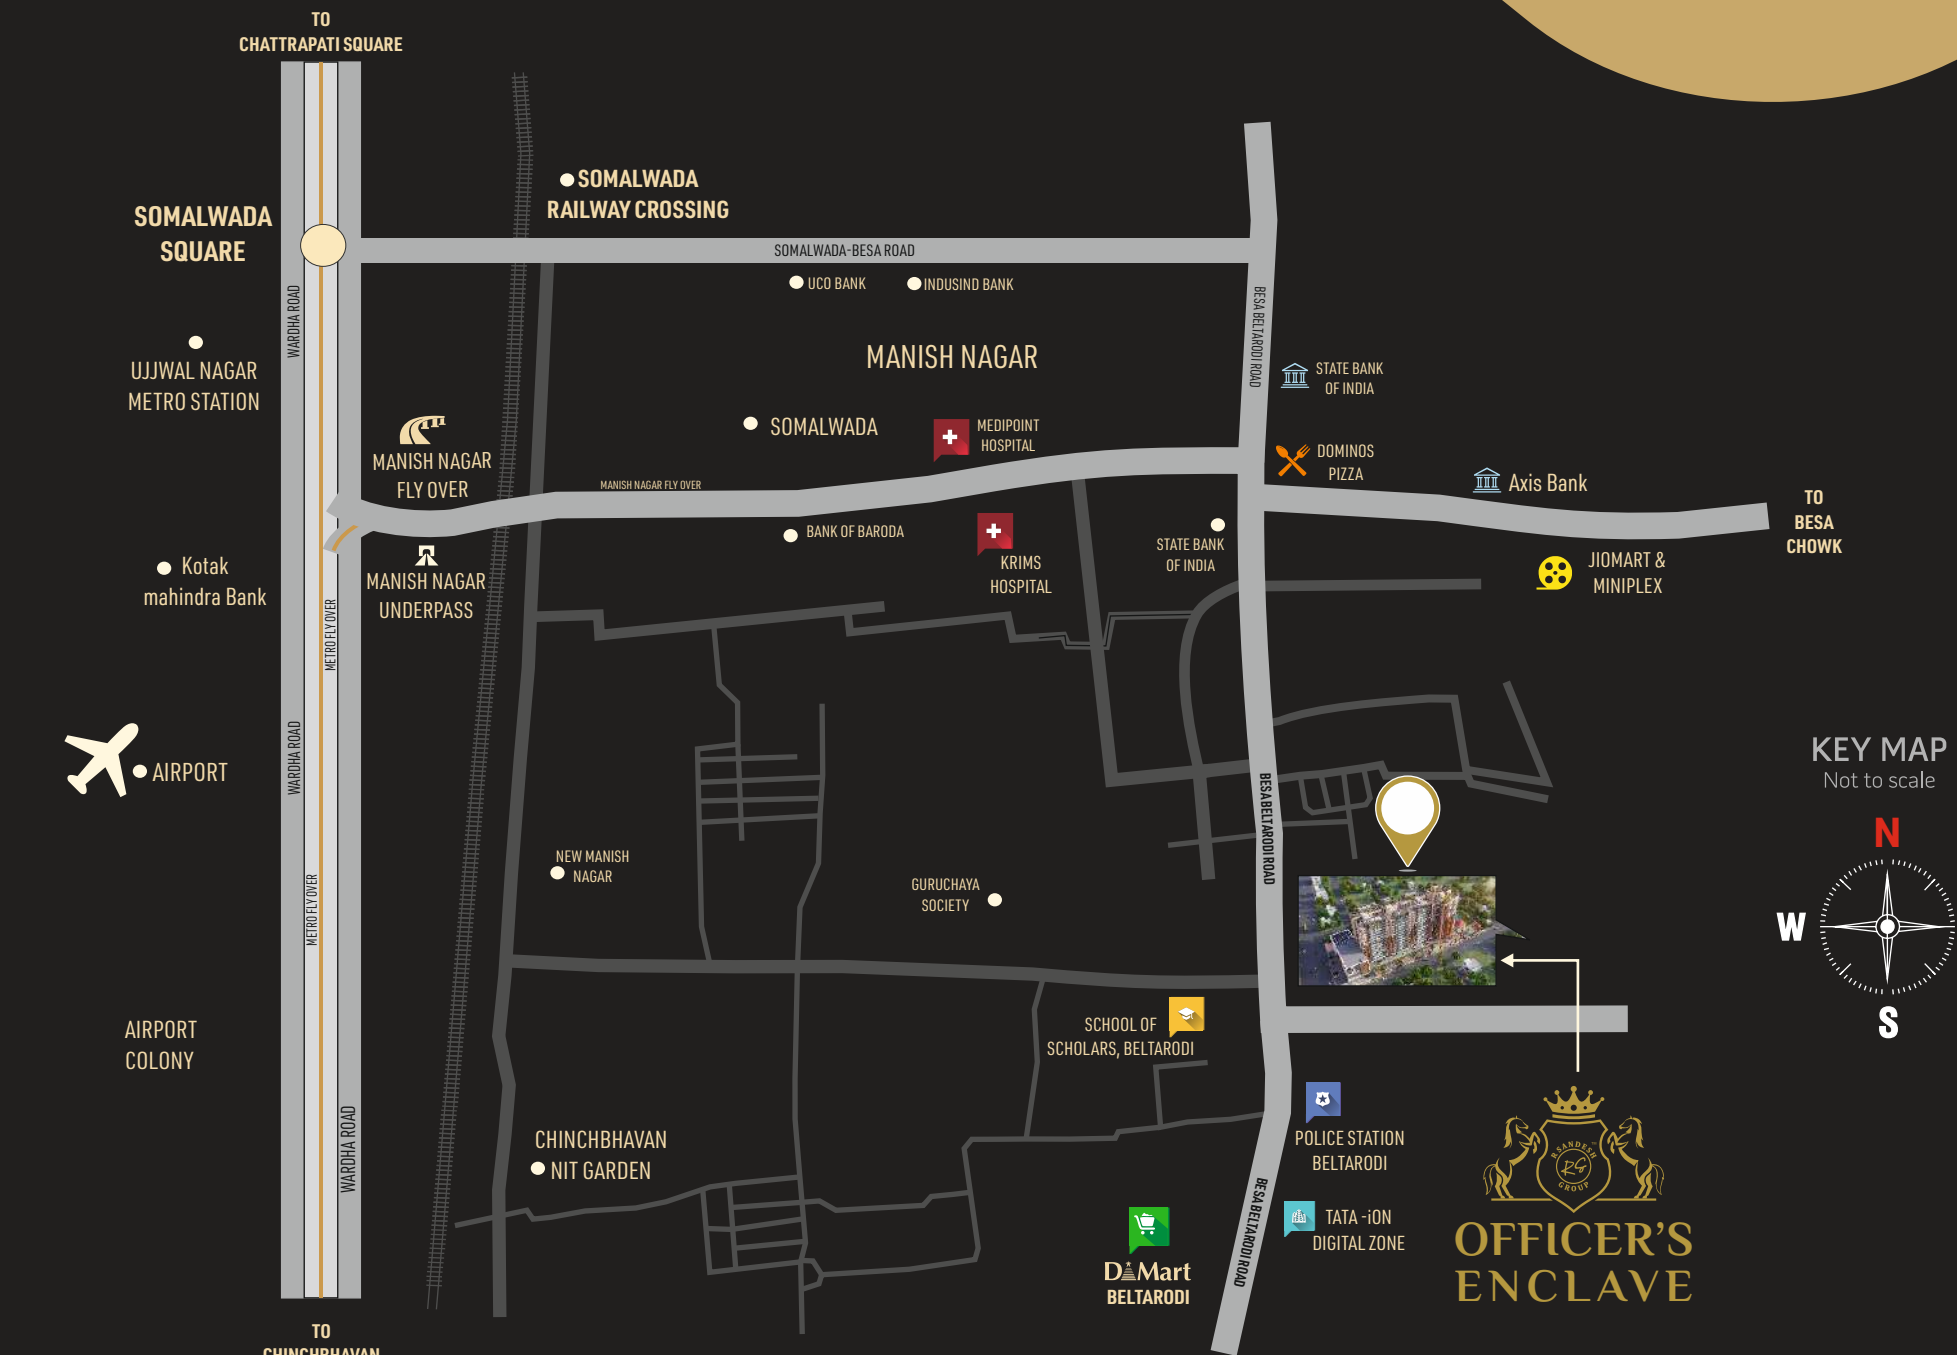 TO
CHATTRAPATI SQUARE
SOMALWADA
RAILWAY CROSSING
SOMALWADA
SQUARE
SOMALWADA-BESA ROAD
UCO BANK
INDUSIND BANK
WARDHA ROAD
BESA BELTARODI ROAD
MANISH NAGAR
UJJWAL NAGAR
METRO STATION
STATE BANK
OF INDIA
SOMALWADA
MEDIPOINT
HOSPITAL
MANISH NAGAR
FLY OVER
DOMINOS
PIZZA
Axis Bank
MANISH NAGAR FLY OVER
TO
BESA
CHOWK
BANK OF BARODA
STATE BANK
OF INDIA
KRIMS
HOSPITAL
JIOMART &
MINIPLEX
Kotak
mahindra Bank
MANISH NAGAR
UNDERPASS
METRO FLY OVER
WARDHA ROAD
AIRPORT
BESA BELTARODI ROAD
KEY MAP
Not to scale
N
W
S
NEW MANISH
NAGAR
GURUCHAYA
SOCIETY
METRO FLY OVER
AIRPORT
COLONY
SCHOOL OF
SCHOLARS, BELTARODI
WARDHA ROAD
CHINCHBHAVAN
NIT GARDEN
POLICE STATION
BELTARODI
BESA BELTARODI ROAD
TATA -iON
DIGITAL ZONE
DMart
BELTARODI
R SANDESH
RS
GROUP
OFFICER'S
ENCLAVE
TO
CHINCHBHAVAN